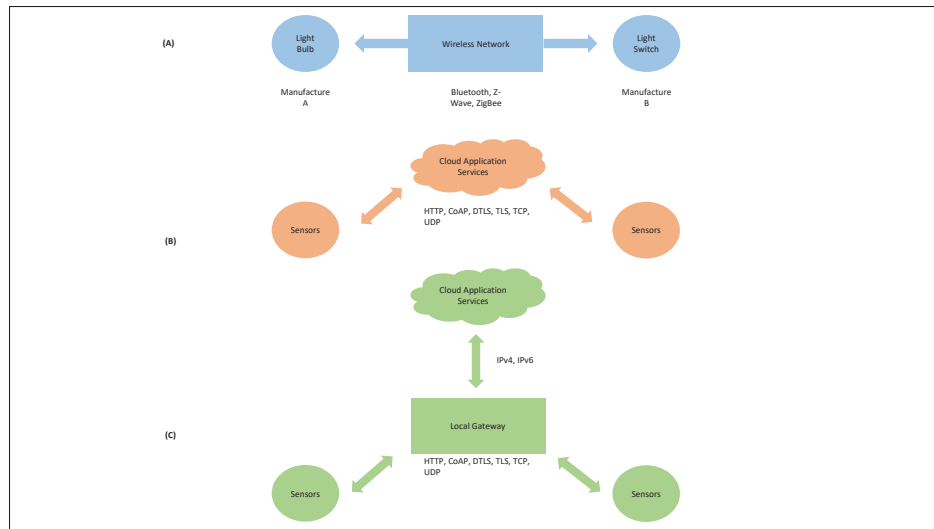 (A)
Light
Bulb
Wireless Network
Light
Switch
Manufacture
A
Bluetooth, Z-
Wave, ZigBee
Manufacture
B
Cloud Application
Services
HTTP, CoAP, DTLS, TLS, TCP,
UDP
Sensors
Sensors
(B)
Cloud Application
Services
IPv4, IPv6
Local Gateway
(C)
HTTP, CoAP, DTLS, TLS, TCP,
UDP
Sensors
Sensors